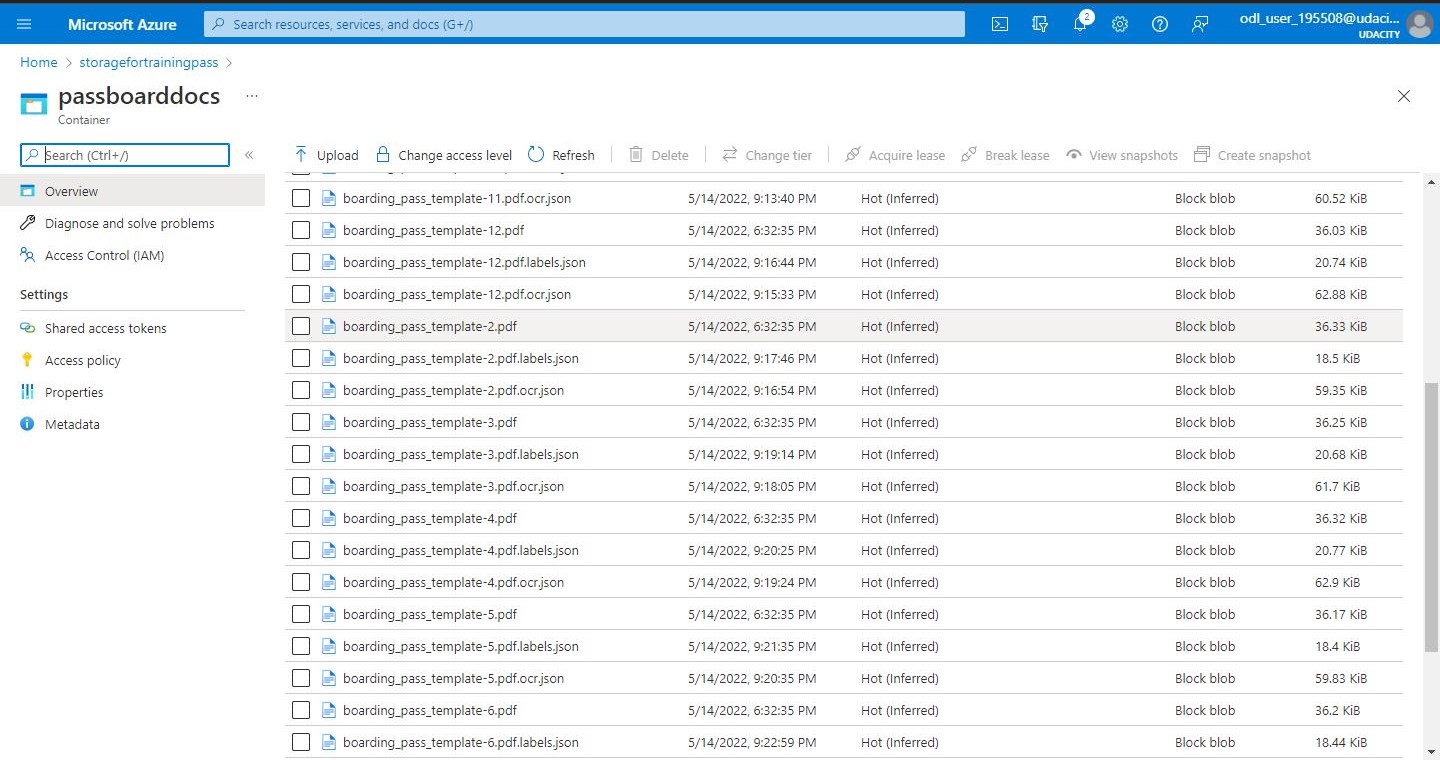 Microsoft Azure Search resources, services, and docs (G+/) 2 odl_user_195508@udaci...
UDACITY
Home > storagefortrainingpass >
passboarddocs ...
Container
Search (Ctrl+/) « Upload Change access level Refresh Delete Change tier Acquire lease Break lease View snapshots Create snapshot
Overview
Diagnose and solve problems
Access Control (IAM)
Settings
Shared access tokens
Access policy
Properties
Metadata
boarding_pass_template-11.pdf.ocr.json 5/14/2022, 9:13:40 PM Hot (Inferred) Block blob 60.52 KiB
boarding_pass_template-12.pdf 5/14/2022, 6:32:35 PM Hot (Inferred) Block blob 36.03 KiB
boarding_pass_template-12.pdf.labels.json 5/14/2022, 9:16:44 PM Hot (Inferred) Block blob 20.74 KiB
boarding_pass_template-12.pdf.ocr.json 5/14/2022, 9:15:33 PM Hot (Inferred) Block blob 62.88 KiB
boarding_pass_template-2.pdf 5/14/2022, 6:32:35 PM Hot (Inferred) Block blob 36.33 KiB
boarding_pass_template-2.pdf.labels.json 5/14/2022, 9:17:46 PM Hot (Inferred) Block blob 18.5 KiB
boarding_pass_template-2.pdf.ocr.json 5/14/2022, 9:16:54 PM Hot (Inferred) Block blob 59.35 KiB
boarding_pass_template-3.pdf 5/14/2022, 6:32:35 PM Hot (Inferred) Block blob 36.25 KiB
boarding_pass_template-3.pdf.labels.json 5/14/2022, 9:19:14 PM Hot (Inferred) Block blob 20.68 KiB
boarding_pass_template-3.pdf.ocr.json 5/14/2022, 9:18:05 PM Hot (Inferred) Block blob 61.7 KiB
boarding_pass_template-4.pdf 5/14/2022, 6:32:35 PM Hot (Inferred) Block blob 36.32 KiB
boarding_pass_template-4.pdf.labels.json 5/14/2022, 9:20:25 PM Hot (Inferred) Block blob 20.77 KiB
boarding_pass_template-4.pdf.ocr.json 5/14/2022, 9:19:24 PM Hot (Inferred) Block blob 62.9 KiB
boarding_pass_template-5.pdf 5/14/2022, 6:32:35 PM Hot (Inferred) Block blob 36.17 KiB
boarding_pass_template-5.pdf.labels.json 5/14/2022, 9:21:35 PM Hot (Inferred) Block blob 18.4 KiB
boarding_pass_template-5.pdf.ocr.json 5/14/2022, 9:20:35 PM Hot (Inferred) Block blob 59.83 KiB
boarding_pass_template-6.pdf 5/14/2022, 6:32:35 PM Hot (Inferred) Block blob 36.2 KiB
boarding_pass_template-6.pdf.labels.json 5/14/2022, 9:22:59 PM Hot (Inferred) Block blob 18.44 KiB